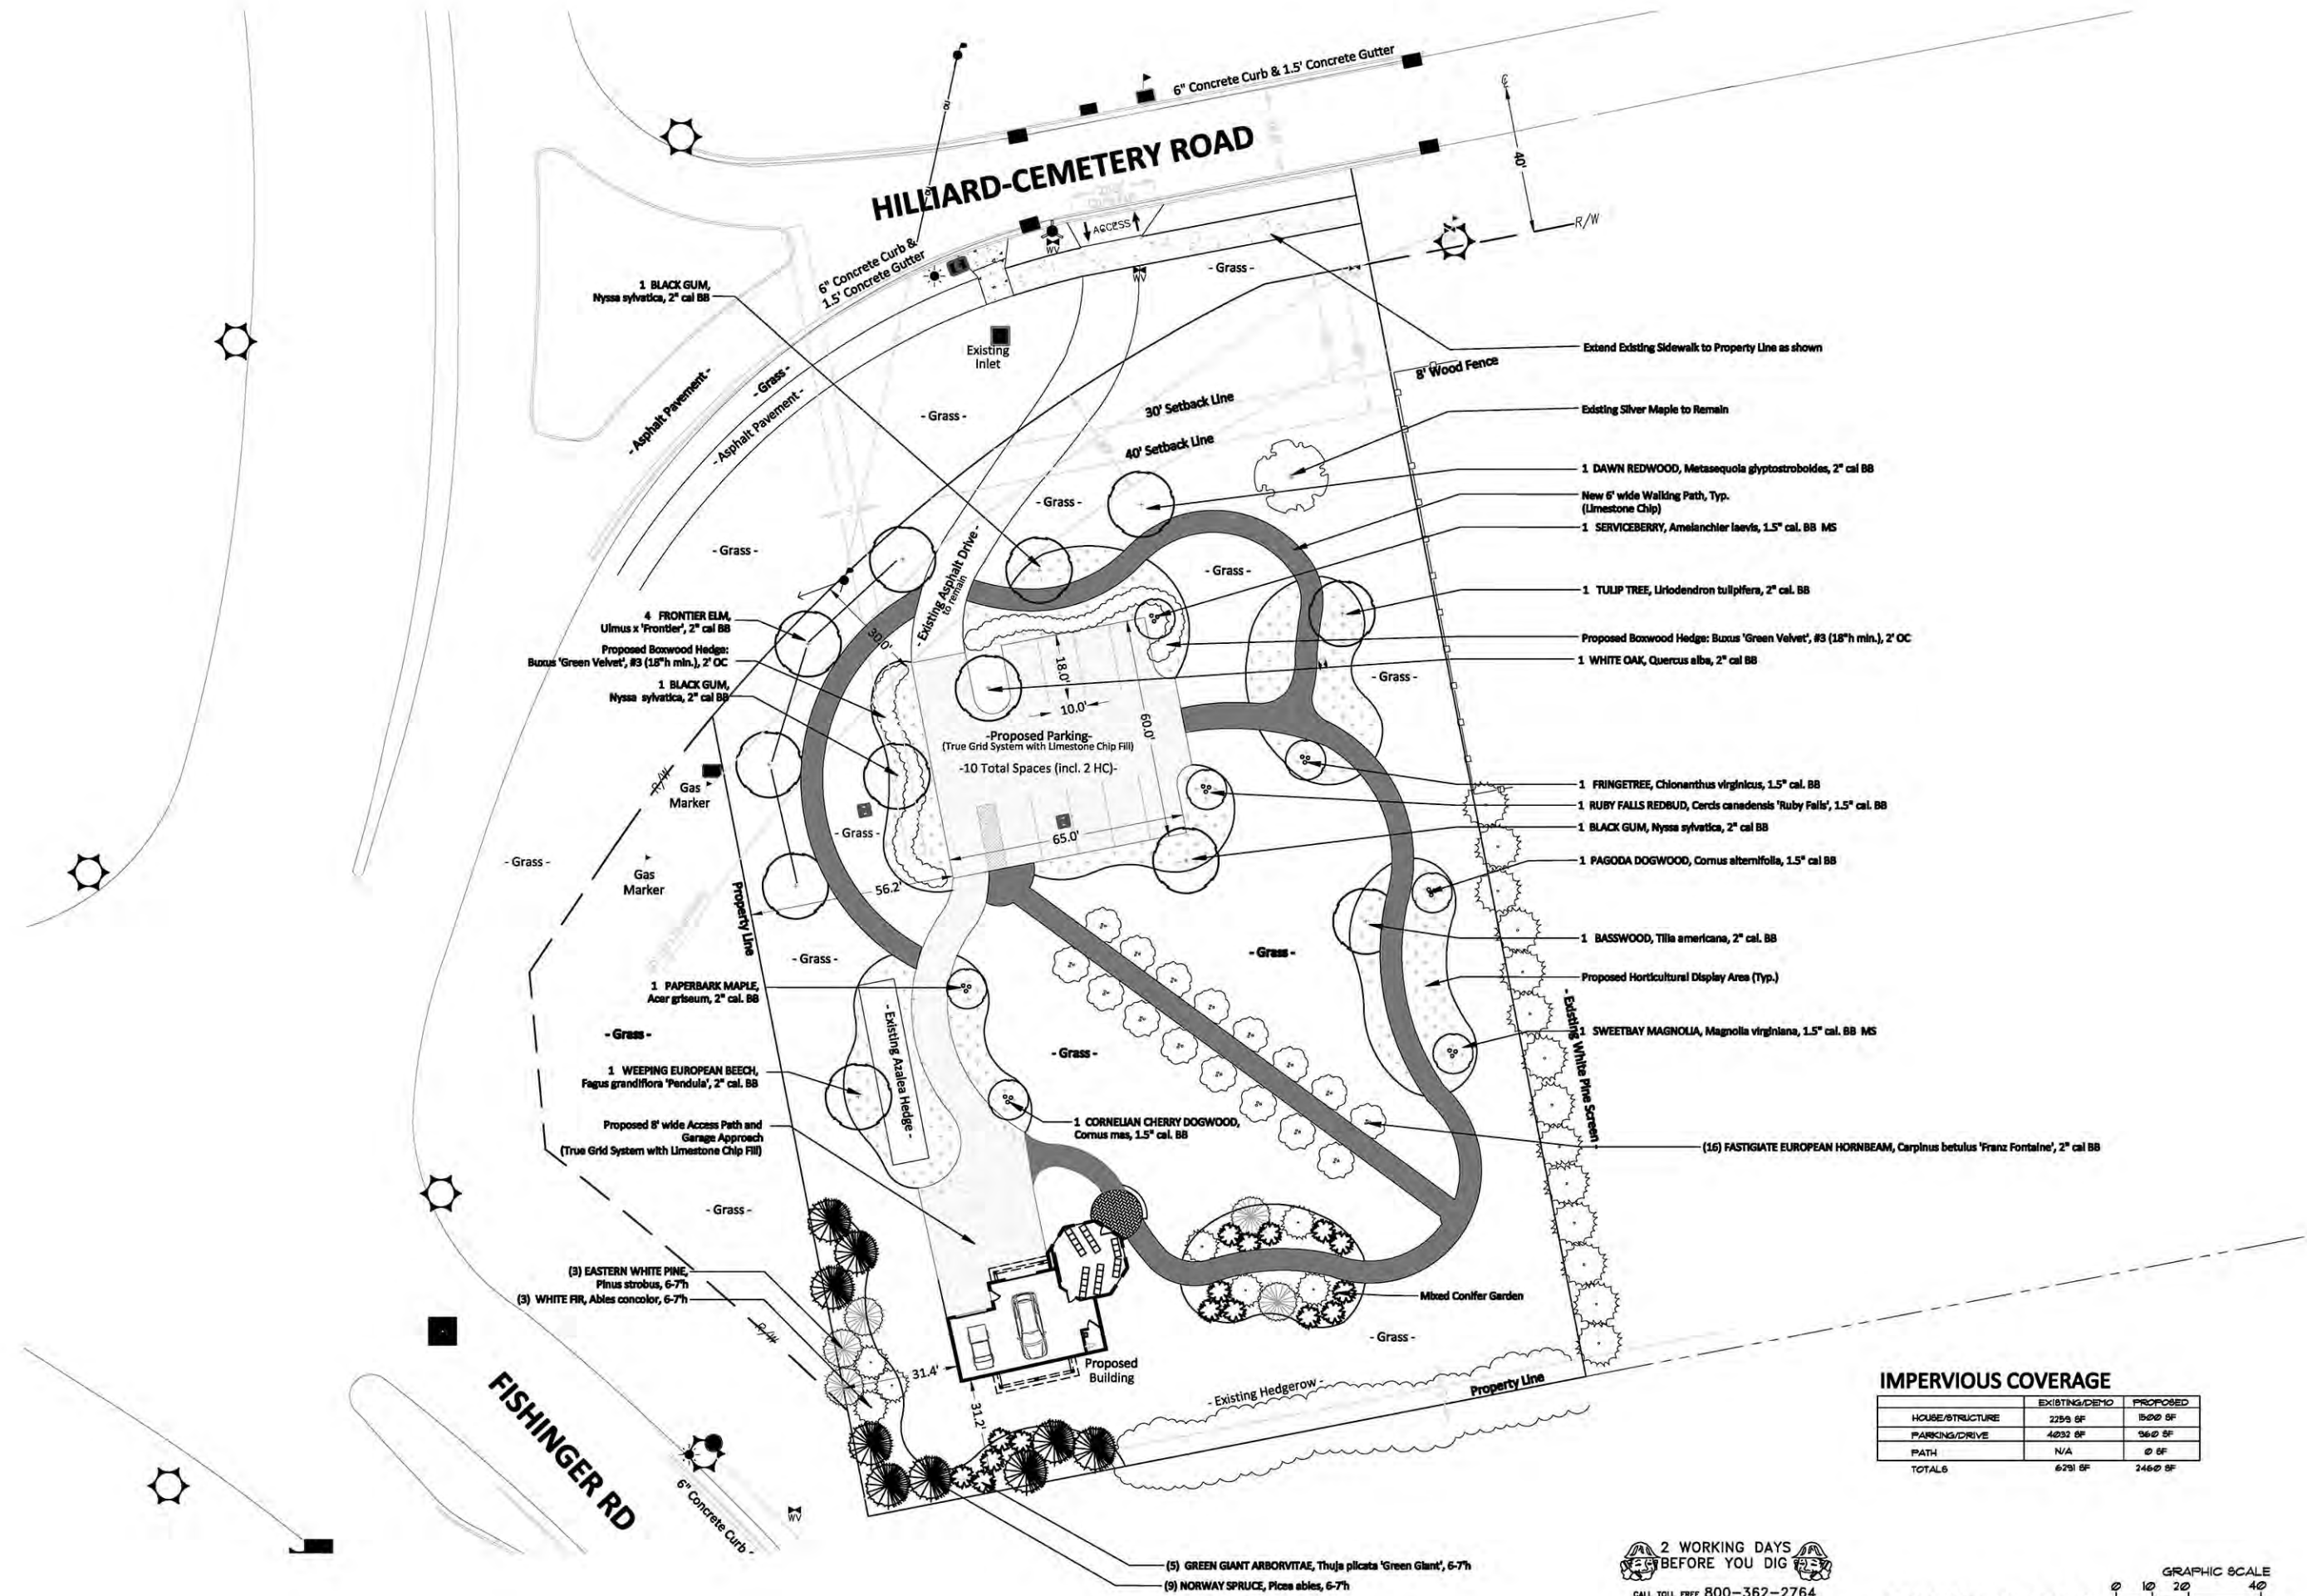 6" Concrete Curb & 1.5' Concrete Gutter
HILLIARD-CEMETERY ROAD
℄
40'
R/W
ACCESS
WV
WV
6" Concrete Curb &
1.5' Concrete Gutter
- Grass -
1 BLACK GUM,
Nyssa sylvatica, 2" cal BB
Existing
Inlet
Extend Existing Sidewalk to Property Line as shown
8' Wood Fence
- Asphalt Pavement -
- Grass -
- Asphalt Pavement -
- Grass -
30' Setback Line
40' Setback Line
Existing Silver Maple to Remain
1 DAWN REDWOOD, Metasequoia glyptostroboides, 2" cal BB
New 6' wide Walking Path, Typ.
(Limestone Chip)
1 SERVICEBERRY, Amelanchier laevis, 1.5" cal. BB MS
- Grass -
- Grass -
- Existing Asphalt Drive -
to remain
- Grass -
1 TULIP TREE, Liriodendron tulipifera, 2" cal. BB
4 FRONTIER ELM,
Ulmus x 'Frontier', 2" cal BB
30.0'
Proposed Boxwood Hedge:
Buxus 'Green Velvet', #3 (18"h min.), 2' OC
Proposed Boxwood Hedge: Buxus 'Green Velvet', #3 (18"h min.), 2' OC
1 WHITE OAK, Quercus alba, 2" cal BB
1 BLACK GUM,
Nyssa sylvatica, 2" cal BB
18.0'
10.0'
60.0'
- Grass -
-Proposed Parking-
(True Grid System with Limestone Chip Fill)
-10 Total Spaces (incl. 2 HC)-
R/W
Gas
Marker
1 FRINGETREE, Chionanthus virginicus, 1.5" cal. BB
1 RUBY FALLS REDBUD, Cercis canadensis 'Ruby Falls', 1.5" cal. BB
1 BLACK GUM, Nyssa sylvatica, 2" cal BB
1 PAGODA DOGWOOD, Cornus alternifolia, 1.5" cal BB
- Grass -
65.0'
- Grass -
Gas
Marker
56.2'
Property Line
1 BASSWOOD, Tilia americana, 2" cal. BB
- Grass -
- Grass -
Proposed Horticultural Display Area (Typ.)
1 PAPERBARK MAPLE,
Acer griseum, 2" cal. BB
- Existing Azalea Hedge -
- Existing White Pine Screen -
- Grass -
1 SWEETBAY MAGNOLIA, Magnolia virginiana, 1.5" cal. BB MS
- Grass -
1 WEEPING EUROPEAN BEECH,
Fagus grandiflora 'Pendula', 2" cal. BB
1 CORNELIAN CHERRY DOGWOOD,
Cornus mas, 1.5" cal. BB
Proposed 8' wide Access Path and
Garage Approach
(True Grid System with Limestone Chip Fill)
(16) FASTIGIATE EUROPEAN HORNBEAM, Carpinus betulus 'Franz Fontaine', 2" cal BB
- Grass -
(3) EASTERN WHITE PINE,
Pinus strobus, 6-7'h
(3) WHITE FIR, Abies concolor, 6-7'h
R/W
Mixed Conifer Garden
- Grass -
31.4'
31.2'
Proposed
Building
- Existing Hedgerow -
Property Line
FISHINGER RD
6" Concrete Curb -
WV
IMPERVIOUS COVERAGE
EXISTING/DEMO PROPOSED
HOUSE/STRUCTURE 2259 SF 1500 SF
PARKING/DRIVE 4032 SF 960 SF
PATH N/A 0 SF
TOTALS 6291 SF 2460 SF
(5) GREEN GIANT ARBORVITAE, Thuja plicata 'Green Giant', 6-7'h
(9) NORWAY SPRUCE, Picea abies, 6-7'h
2 WORKING DAYS
BEFORE YOU DIG
CALL TOLL FREE 800-362-2764
GRAPHIC SCALE
0 10 20 40